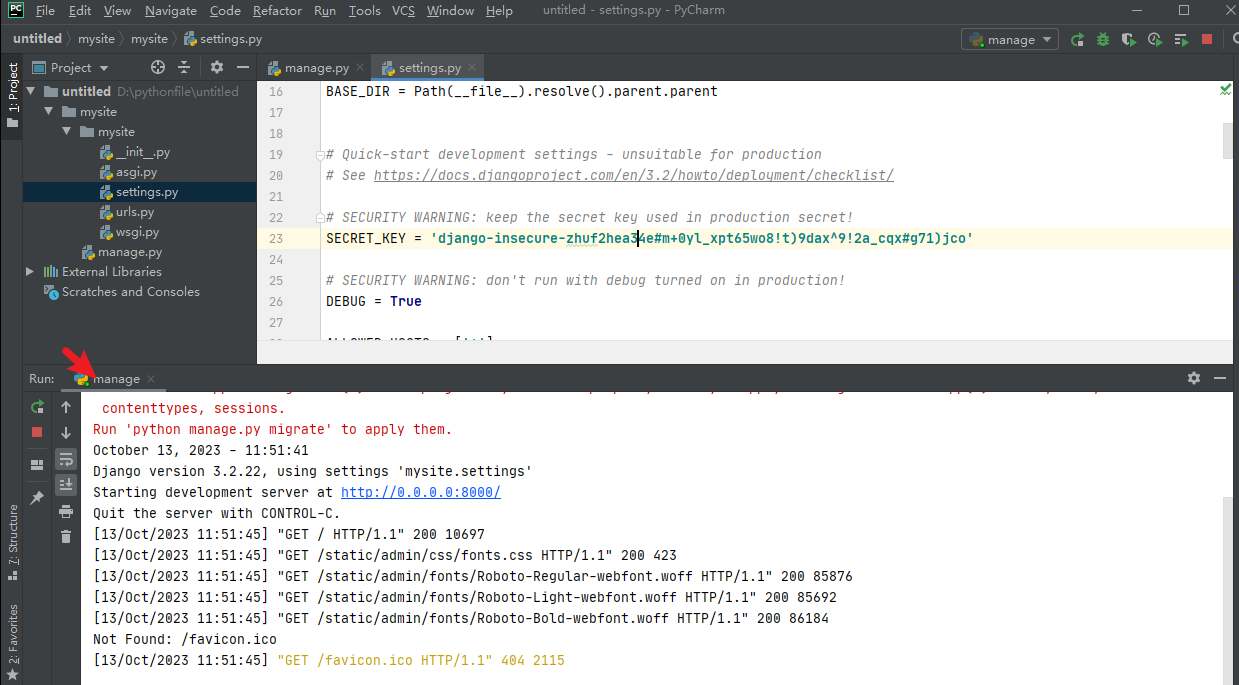 PC File Edit View Navigate Code Refactor Run Tools VCS Window Help untitled - settings.py - PyCharm
untitled mysite mysite settings.py manage
1: Project
Project
untitled D:\pythonfile\untitled
mysite
mysite
__init__.py
asgi.py
settings.py
urls.py
wsgi.py
manage.py
External Libraries
Scratches and Consoles
manage.py settings.py
16 BASE_DIR = Path(__file__).resolve().parent.parent
17
18
19 # Quick-start development settings - unsuitable for production
20 # See https://docs.djangoproject.com/en/3.2/howto/deployment/checklist/
21
22 # SECURITY WARNING: keep the secret key used in production secret!
23 SECRET_KEY = 'django-insecure-zhuf2hea34e#m+0yl_xpt65wo8!t)9dax^9!2a_cqx#g71)jco'
24
25 # SECURITY WARNING: don't run with debug turned on in production!
26 DEBUG = True
27
Run: manage
contenttypes, sessions.
Run 'python manage.py migrate' to apply them.
October 13, 2023 - 11:51:41
Django version 3.2.22, using settings 'mysite.settings'
Starting development server at http://0.0.0.0:8000/
Quit the server with CONTROL-C.
[13/Oct/2023 11:51:45] "GET / HTTP/1.1" 200 10697
[13/Oct/2023 11:51:45] "GET /static/admin/css/fonts.css HTTP/1.1" 200 423
[13/Oct/2023 11:51:45] "GET /static/admin/fonts/Roboto-Regular-webfont.woff HTTP/1.1" 200 85876
[13/Oct/2023 11:51:45] "GET /static/admin/fonts/Roboto-Light-webfont.woff HTTP/1.1" 200 85692
[13/Oct/2023 11:51:45] "GET /static/admin/fonts/Roboto-Bold-webfont.woff HTTP/1.1" 200 86184
Not Found: /favicon.ico
[13/Oct/2023 11:51:45] "GET /favicon.ico HTTP/1.1" 404 2115
7: Structure
2: Favorites